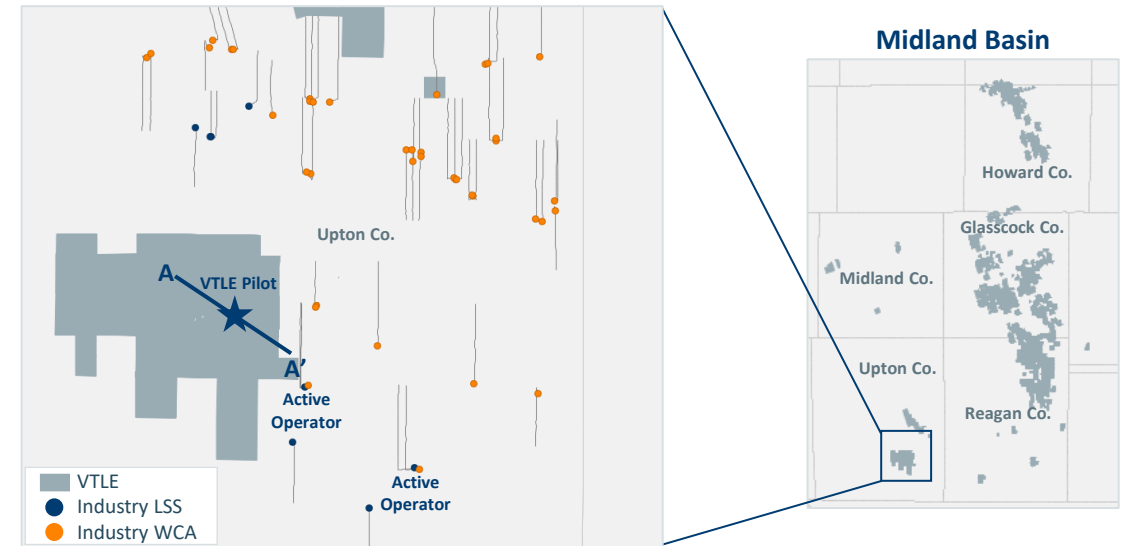 Midland Basin
Howard Co.
Glasscock Co.
Midland Co.
Upton Co.
Reagan Co.
Upton Co.
A
VTLE Pilot
A’
Active
Operator
Active
Operator
VTLE
Industry LSS
Industry WCA